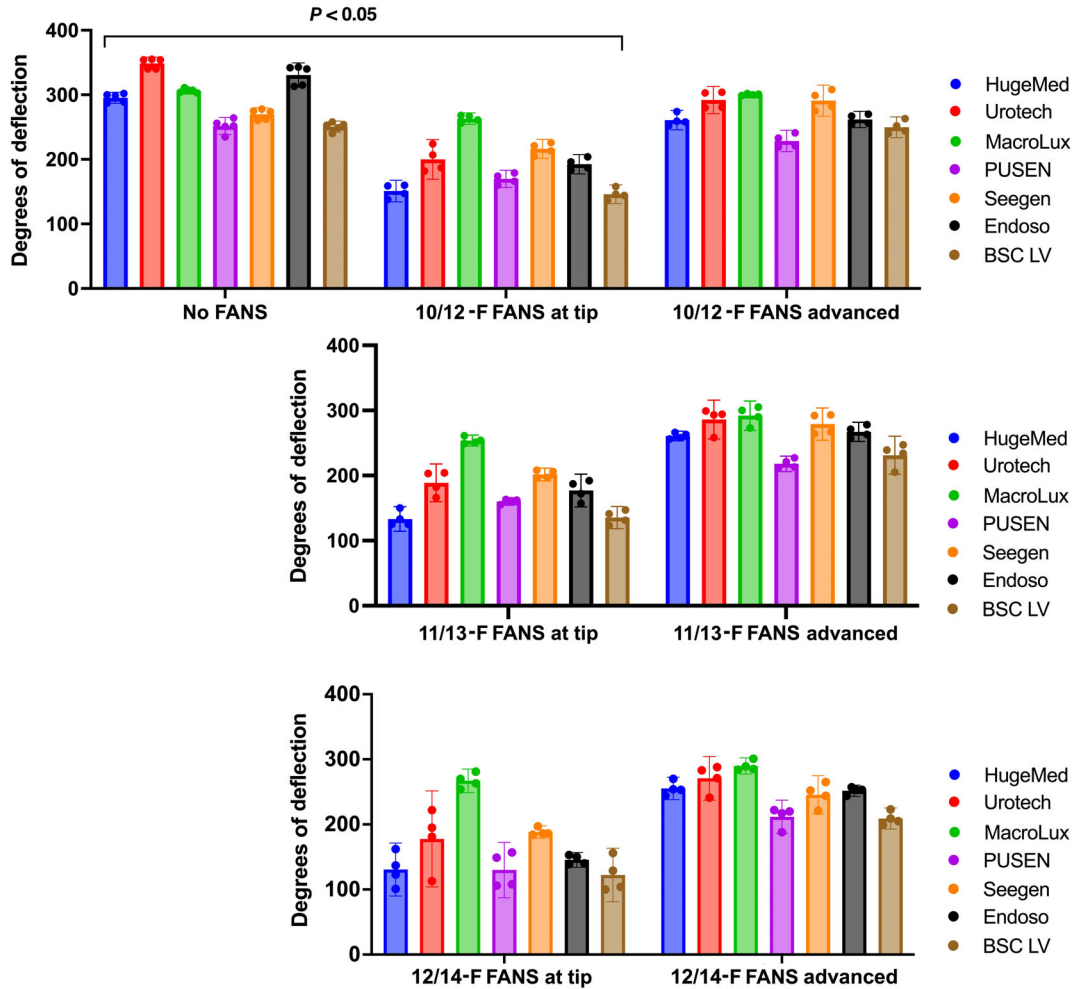 P < 0.05
Degrees of deflection
400
300
200
100
0
No FANS
10/12-F FANS at tip
10/12-F FANS advanced
HugeMed
Urotech
MacroLux
PUSEN
Seegen
Endoso
BSC LV
Degrees of deflection
400
300
200
100
0
11/13-F FANS at tip
11/13-F FANS advanced
HugeMed
Urotech
MacroLux
PUSEN
Seegen
Endoso
BSC LV
Degrees of deflection
400
300
200
100
0
12/14-F FANS at tip
12/14-F FANS advanced
HugeMed
Urotech
MacroLux
PUSEN
Seegen
Endoso
BSC LV